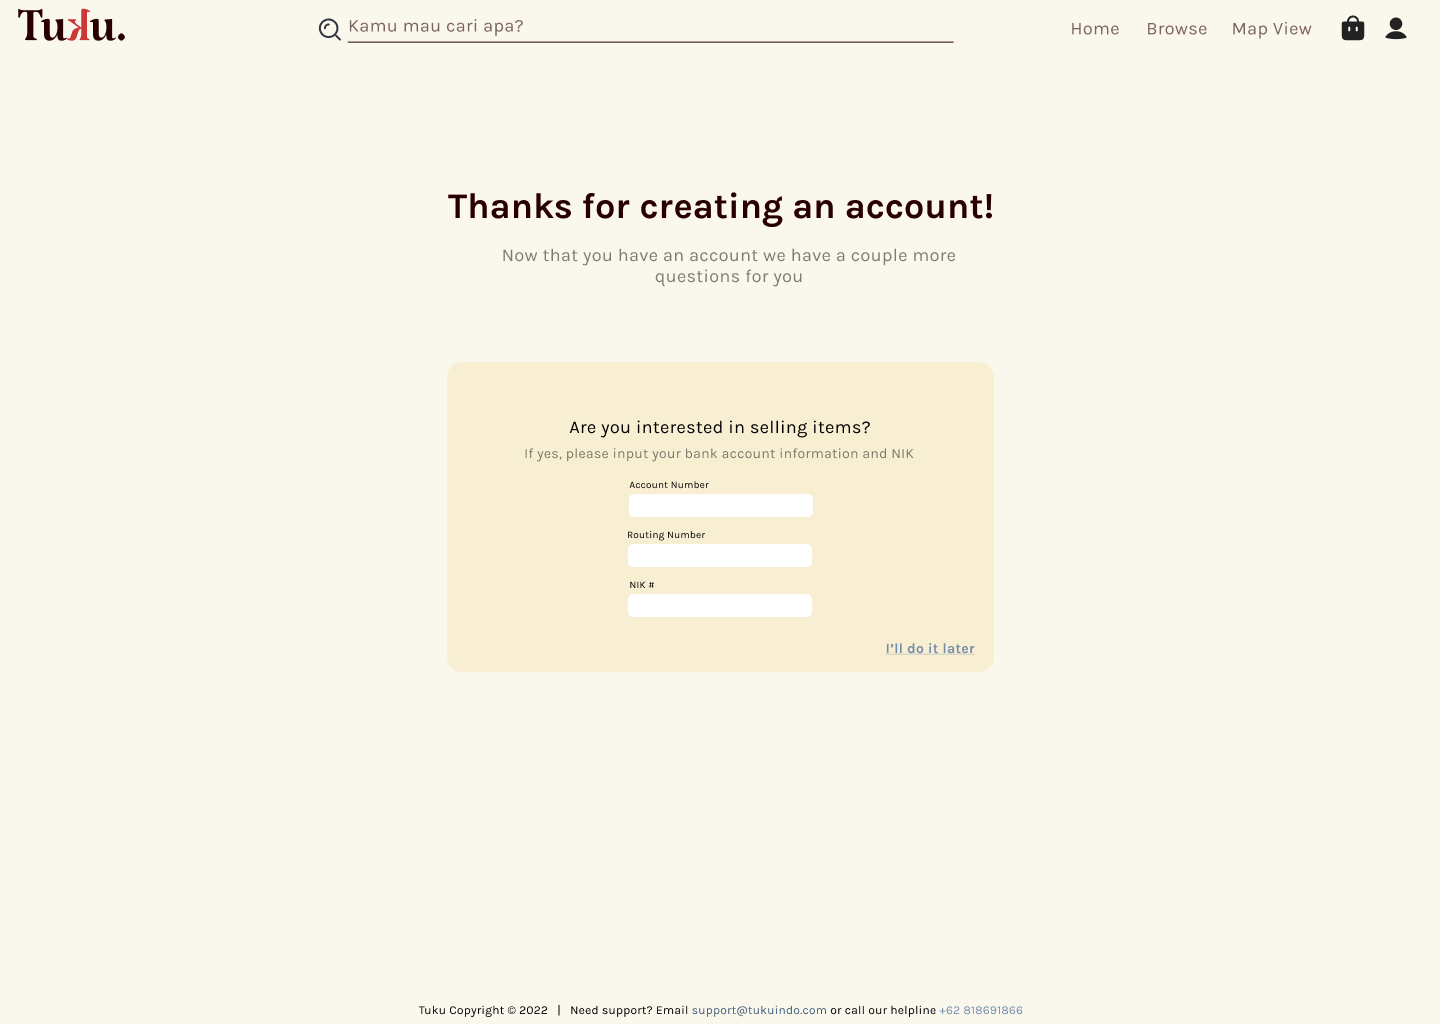 Tuku.
Kamu mau cari apa?
Home Browse Map View
Thanks for creating an account!
Now that you have an account we have a couple more
questions for you
Are you interested in selling items?
If yes, please input your bank account information and NIK
Account Number
Routing Number
NIK #
I'll do it later
Tuku Copyright © 2022 | Need support? Email support@tukuindo.com or call our helpline +62 818691866